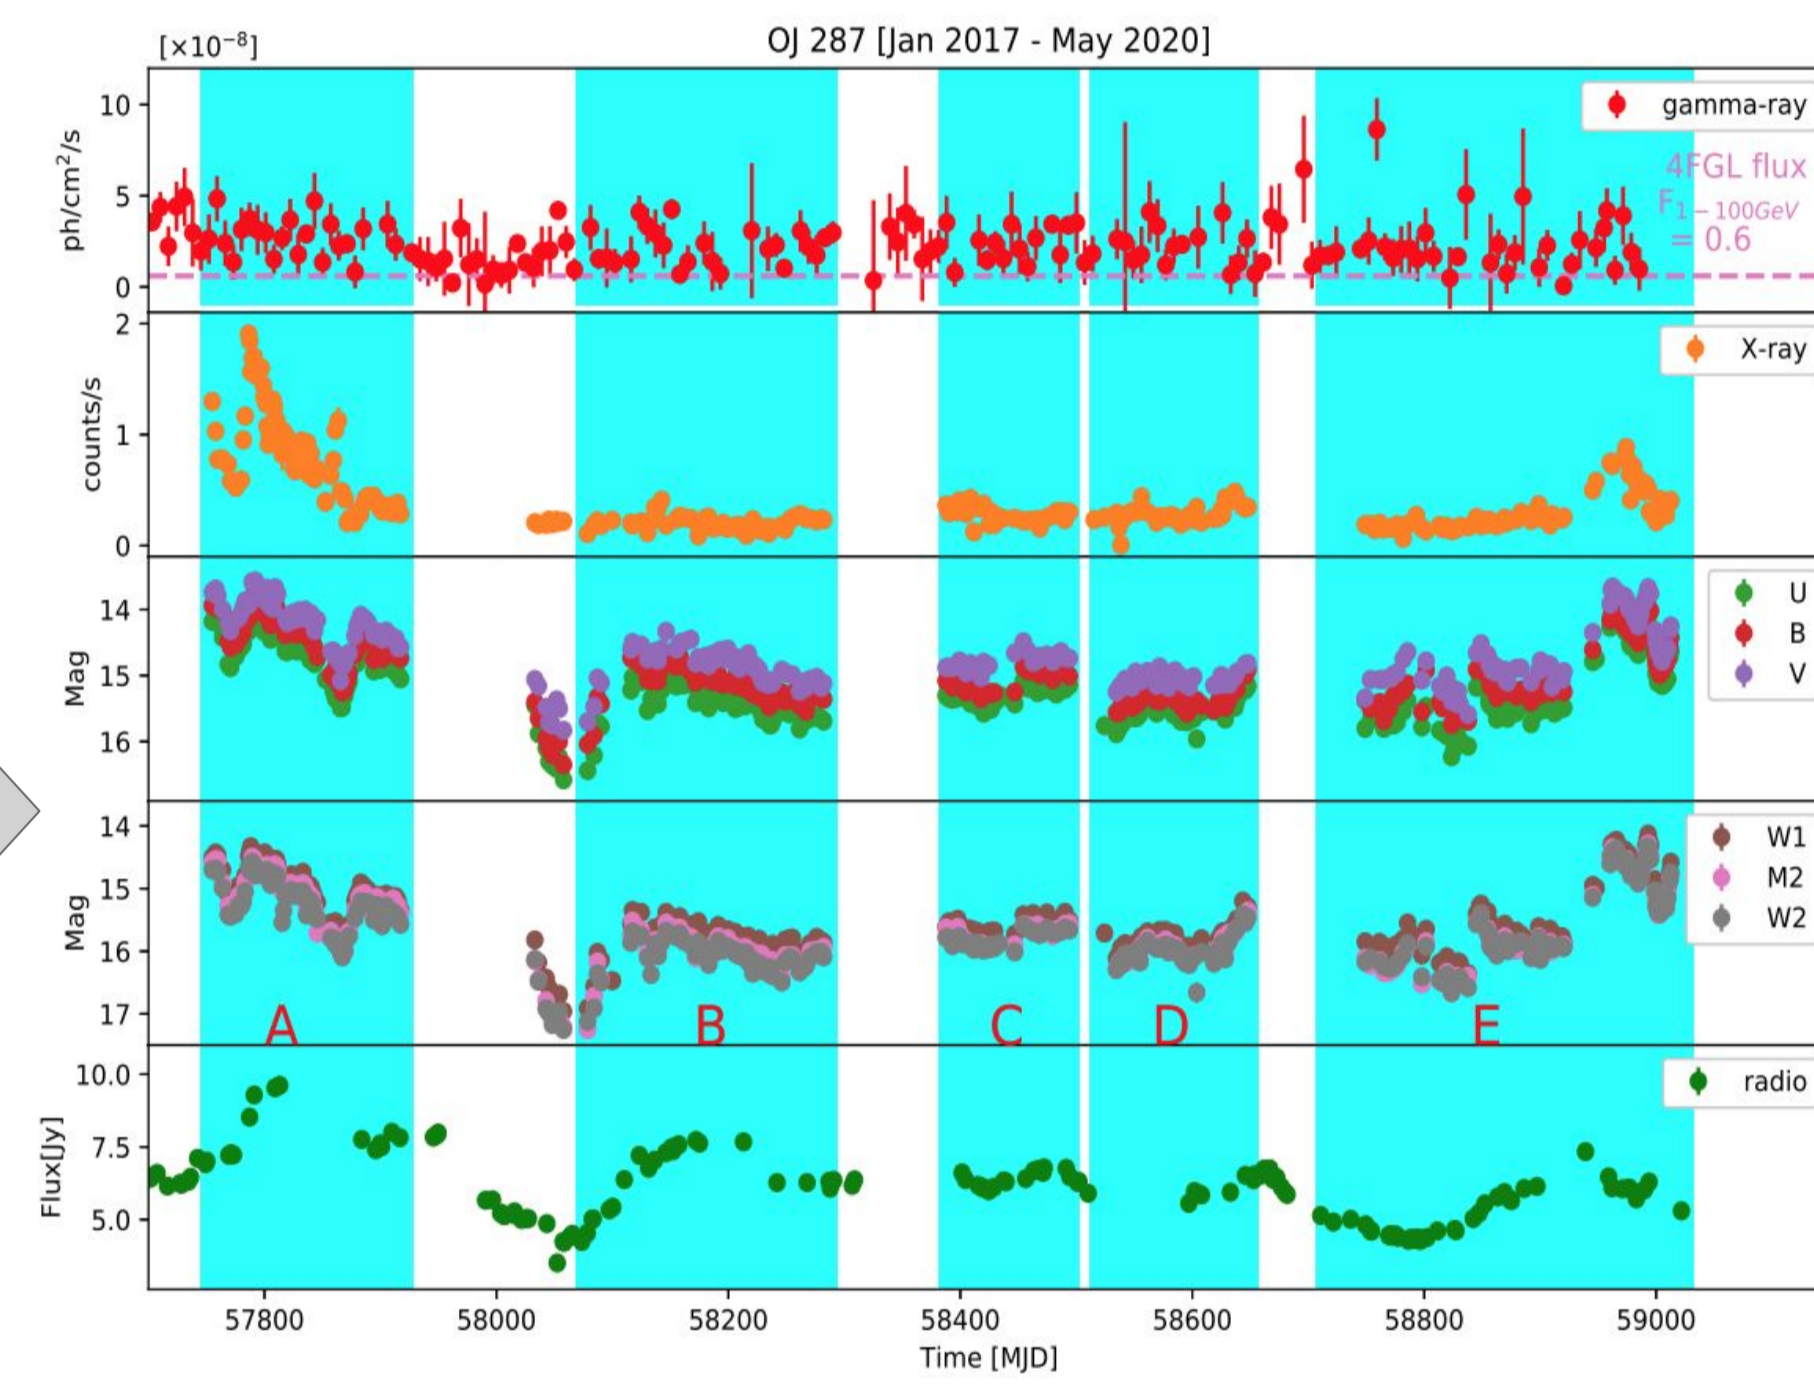 OJ 287 [Jan 2017 - May 2020]
[×10⁻⁸]
ph/cm²/s
10
5
0
gamma-ray
4FGL flux
F₁₋₁₀₀GeV
= 0.6
counts/s
2
1
0
X-ray
Mag
14
15
16
U
B
V
Mag
14
15
16
17
W1
M2
W2
A
B
C
D
E
Flux[Jy]
10.0
7.5
5.0
radio
57800
58000
58200
58400
58600
58800
59000
Time [MJD]